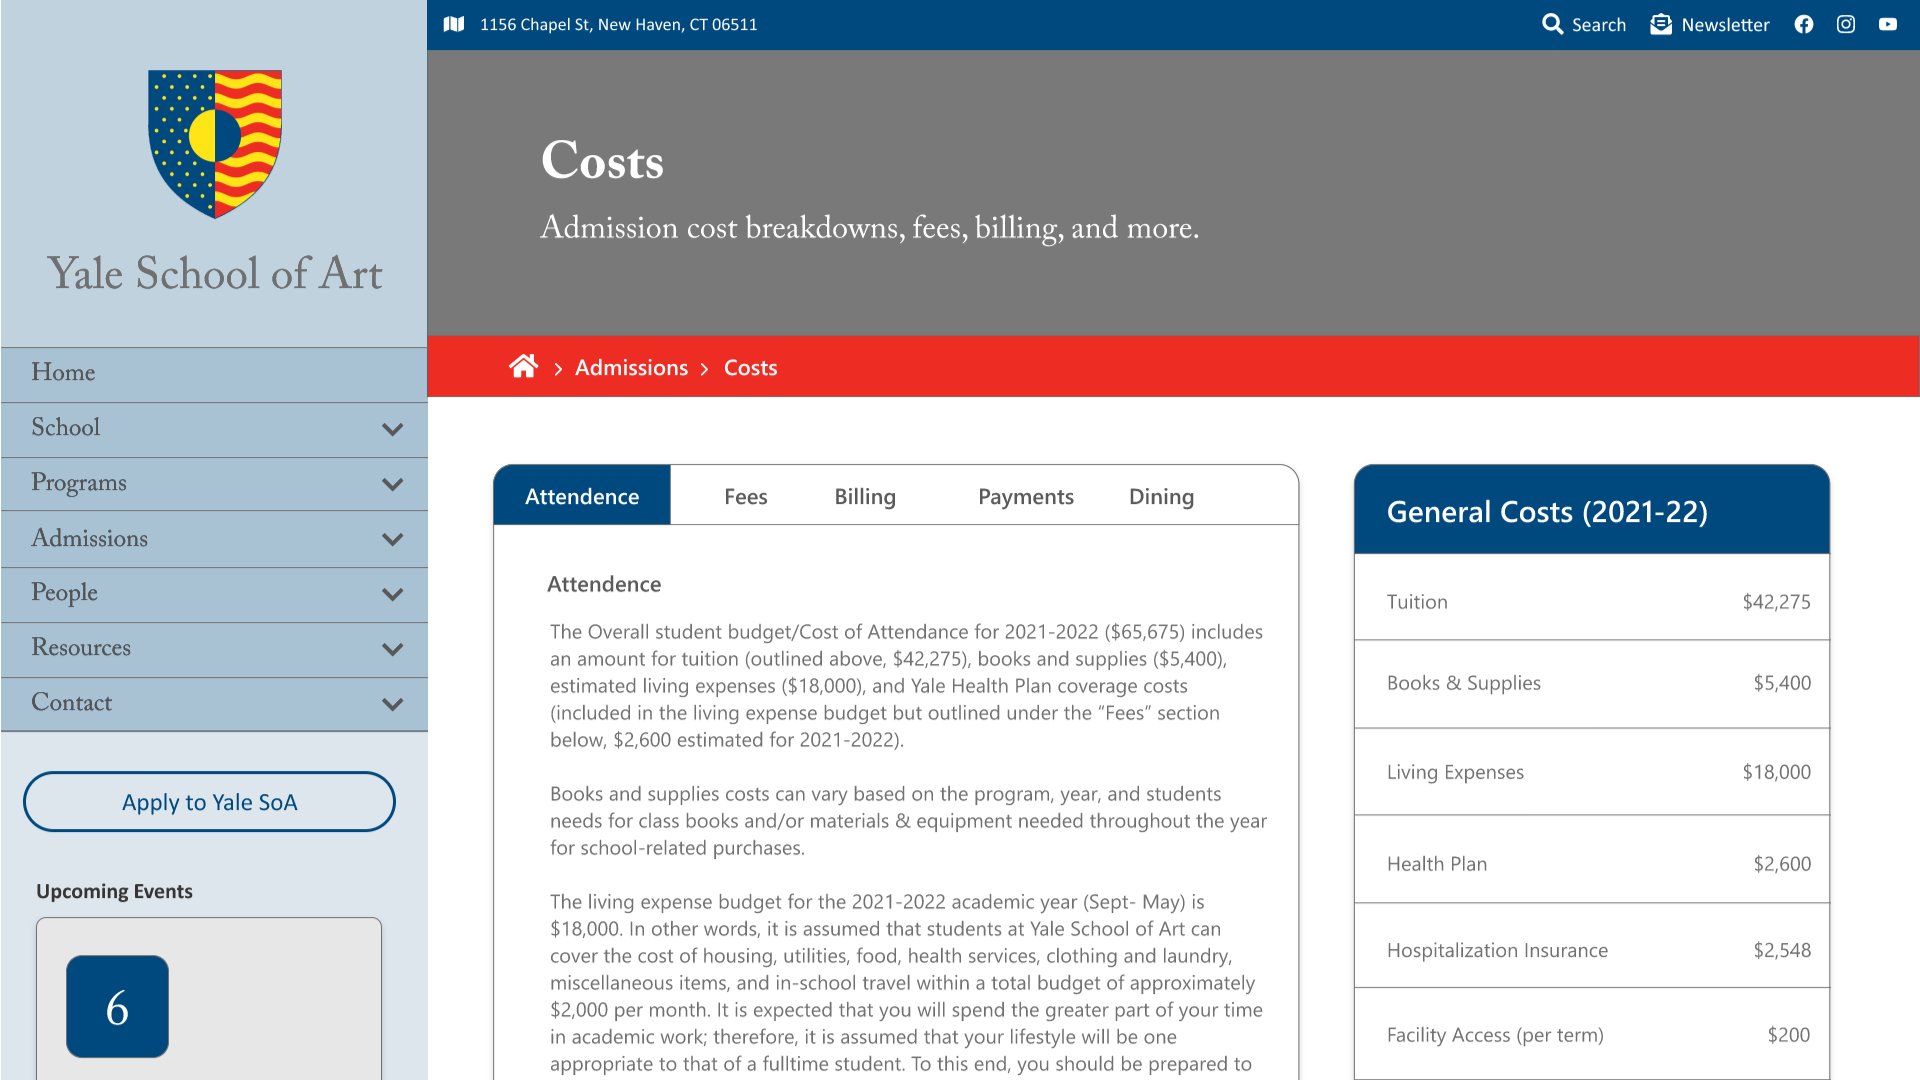 1156 Chapel St, New Haven, CT 06511
Search
Newsletter
Yale School of Art
Home
School
Programs
Admissions
People
Resources
Contact
Apply to Yale SoA
Upcoming Events
6
Costs
Admission cost breakdowns, fees, billing, and more.
Admissions
Costs
Attendence
Fees
Billing
Payments
Dining
Attendence
The Overall student budget/Cost of Attendance for 2021-2022 ($65,675) includes
an amount for tuition (outlined above, $42,275), books and supplies ($5,400),
estimated living expenses ($18,000), and Yale Health Plan coverage costs
(included in the living expense budget but outlined under the “Fees” section
below, $2,600 estimated for 2021-2022).
Books and supplies costs can vary based on the program, year, and students
needs for class books and/or materials & equipment needed throughout the year
for school-related purchases.
The living expense budget for the 2021-2022 academic year (Sept- May) is
$18,000. In other words, it is assumed that students at Yale School of Art can
cover the cost of housing, utilities, food, health services, clothing and laundry,
miscellaneous items, and in-school travel within a total budget of approximately
$2,000 per month. It is expected that you will spend the greater part of your time
in academic work; therefore, it is assumed that your lifestyle will be one
appropriate to that of a fulltime student. To this end, you should be prepared to
General Costs (2021-22)
Tuition $42,275
Books & Supplies $5,400
Living Expenses $18,000
Health Plan $2,600
Hospitalization Insurance $2,548
Facility Access (per term) $200